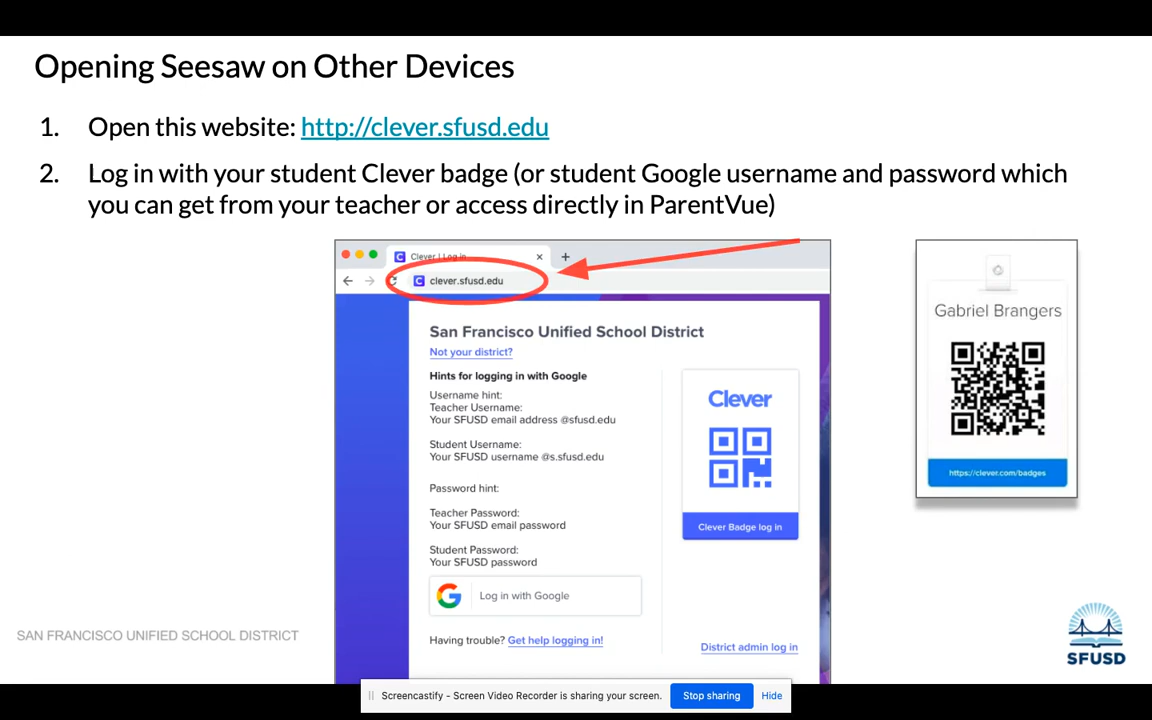 Opening Seesaw on Other Devices
1. Open this website: http://clever.sfusd.edu
2. Log in with your student Clever badge (or student Google username and password which
you can get from your teacher or access directly in ParentVue)
Clever | Log in
clever.sfusd.edu
San Francisco Unified School District
Not your district?
Hints for logging in with Google
Username hint:
Teacher Username:
Your SFUSD email address @sfusd.edu
Student Username:
Your SFUSD username @s.sfusd.edu
Password hint:
Teacher Password:
Your SFUSD email password
Student Password:
Your SFUSD password
Log in with Google
Having trouble? Get help logging in!
Clever
Clever Badge log in
District admin log in
Gabriel Brangers
https://clever.com/badges
SAN FRANCISCO UNIFIED SCHOOL DISTRICT
SFUSD
Screencastify - Screen Video Recorder is sharing your screen.
Stop sharing
Hide